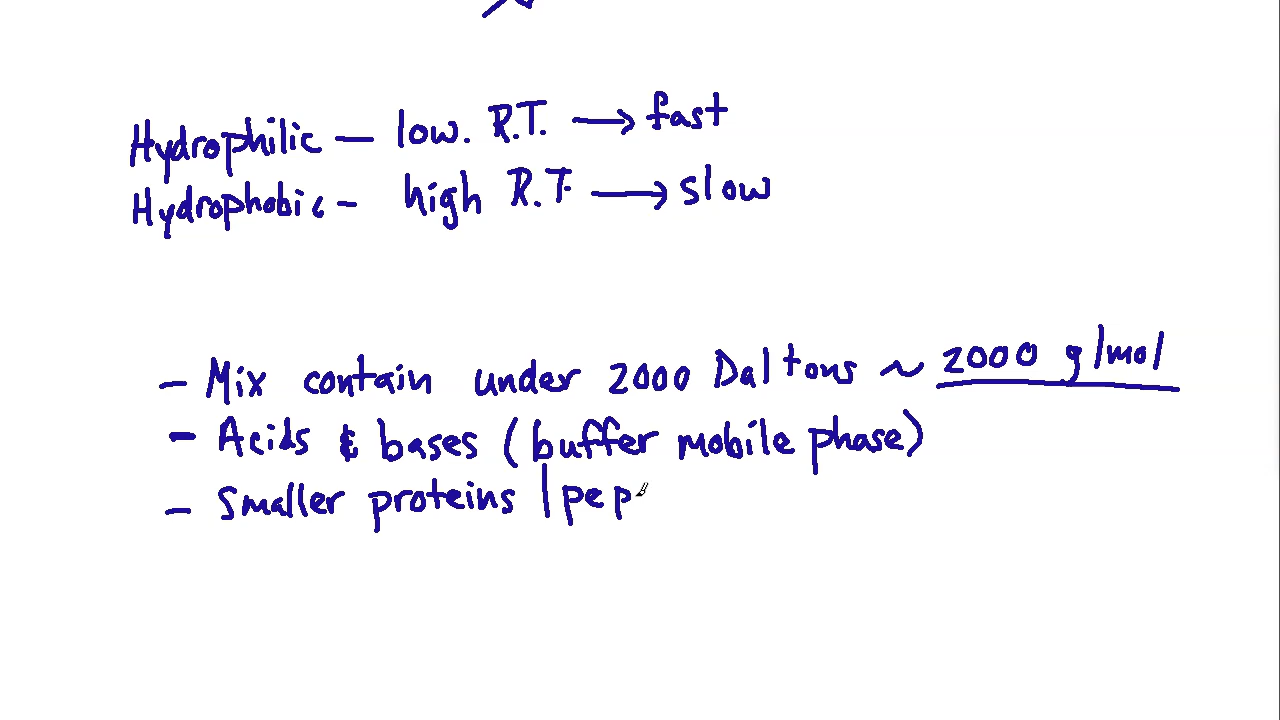 Hydrophilic — low. R.T. → fast
Hydrophobic - high R.T → slow
- Mix contain under 2000 Daltons ~ 2000 g/mol
- Acids & bases (buffer mobile phase)
- Smaller proteins | pep